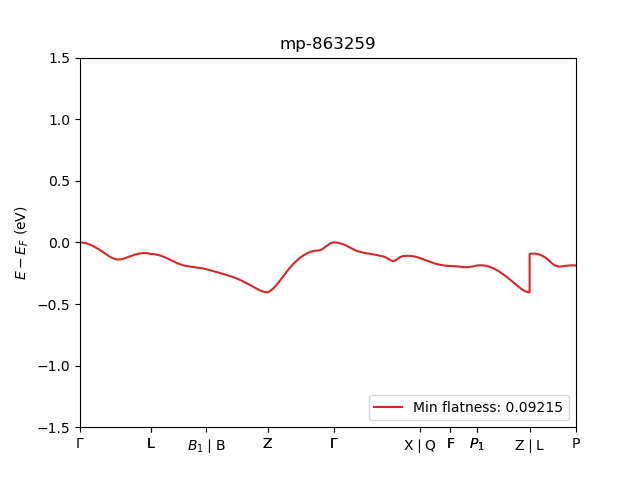 mp-863259
1.5
1.0
0.5
0.0
−0.5
−1.0
−1.5
E − E_F (eV)
Min flatness: 0.09215
Γ L B₁ | B Z Γ X | Q F P₁ Z | L P